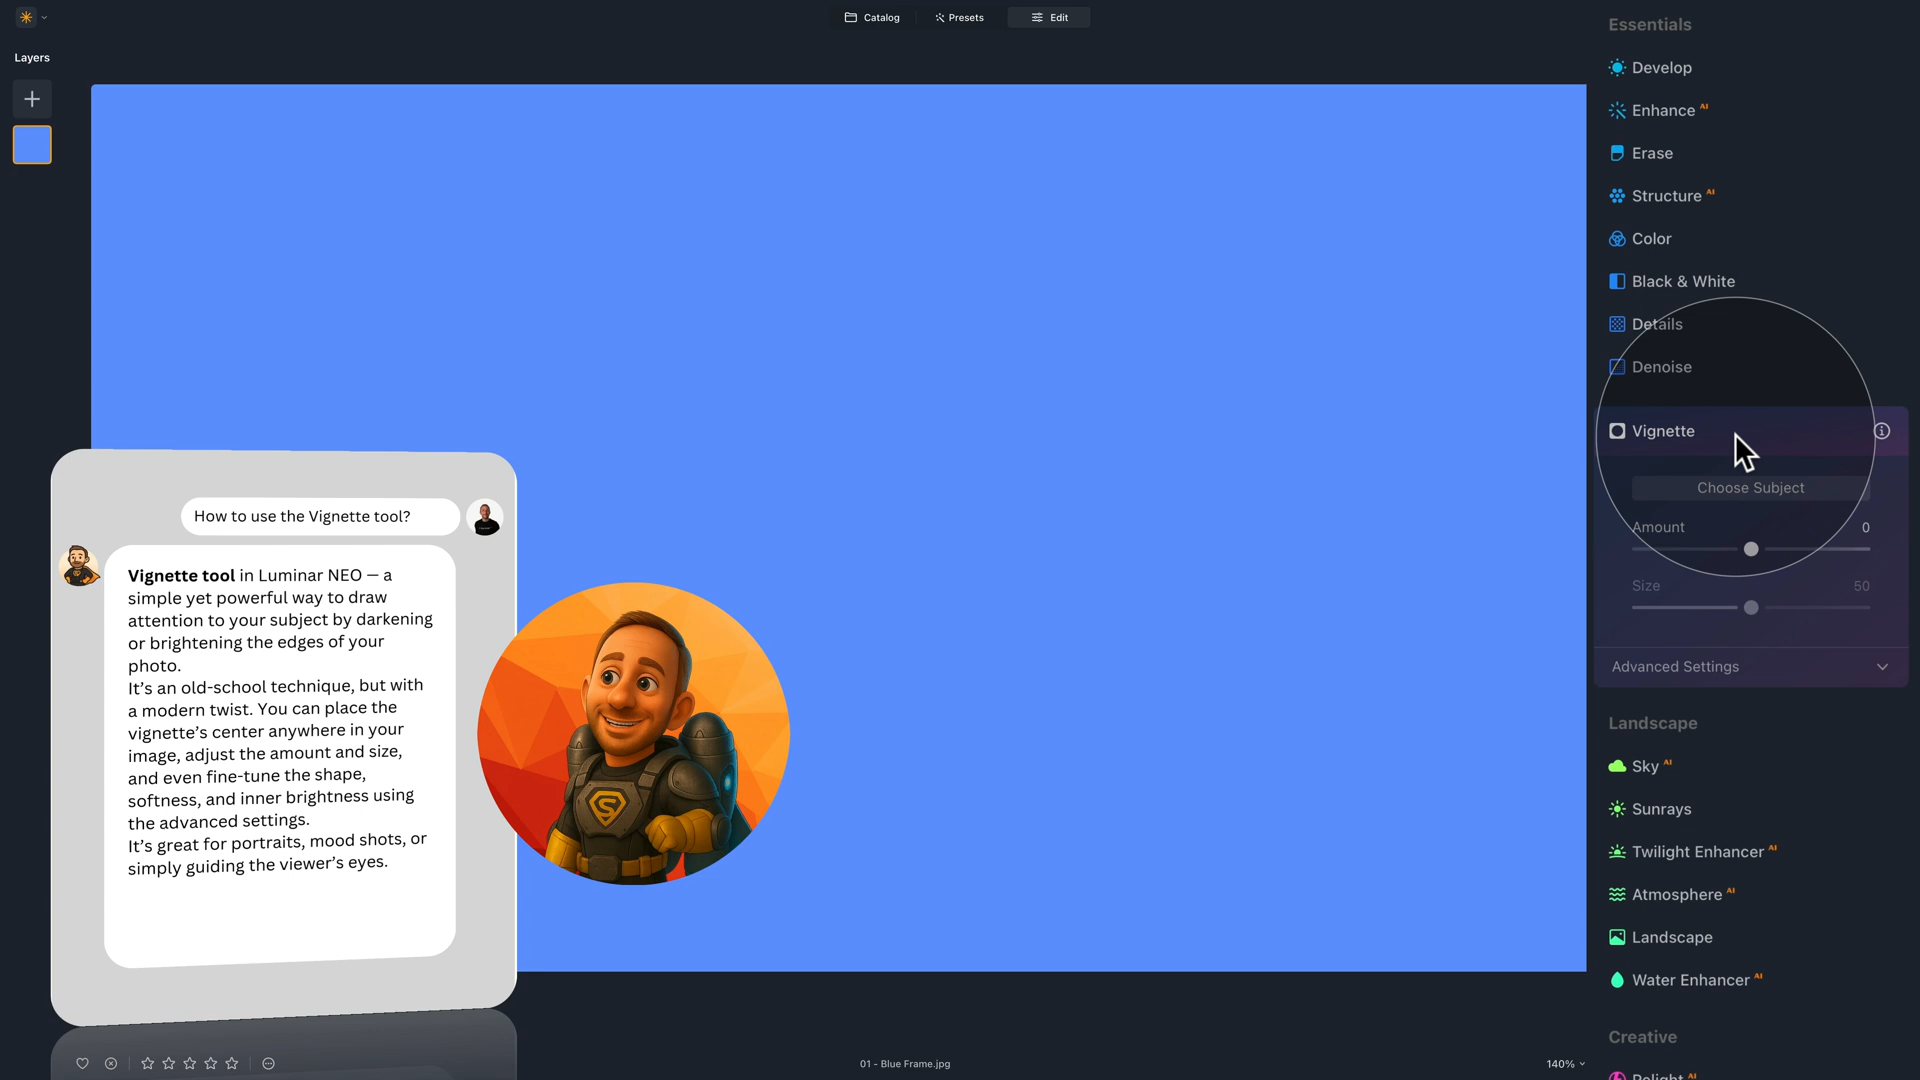 Catalog
Presets
Edit
Layers
How to use the Vignette tool?
Vignette tool in Luminar NEO — a
simple yet powerful way to draw
attention to your subject by darkening
or brightening the edges of your
photo.
It's an old-school technique, but with
a modern twist. You can place the
vignette's center anywhere in your
image, adjust the amount and size,
and even fine-tune the shape,
softness, and inner brightness using
the advanced settings.
It's great for portraits, mood shots, or
simply guiding the viewer's eyes.
S
01 - Blue Frame.jpg
140%
Essentials
Develop
Enhance AI
Erase
Structure AI
Color
Black & White
Details
Denoise
Vignette
Choose Subject
Amount 0
Size 50
Advanced Settings
Landscape
Sky AI
Sunrays
Twilight Enhancer AI
Atmosphere AI
Landscape
Water Enhancer AI
Creative
Relight AI